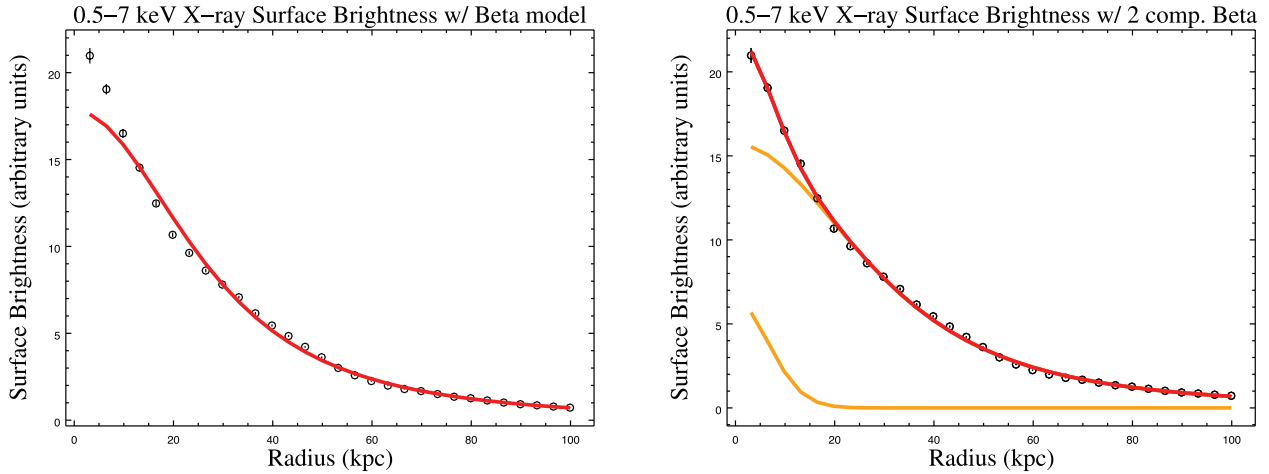 0.5–7 keV X–ray Surface Brightness w/ Beta model
20
15
10
5
0
Surface Brightness (arbitrary units)
0 20 40 60 80 100
Radius (kpc)
0.5–7 keV X–ray Surface Brightness w/ 2 comp. Beta
20
15
10
5
0
Surface Brightness (arbitrary units)
0 20 40 60 80 100
Radius (kpc)